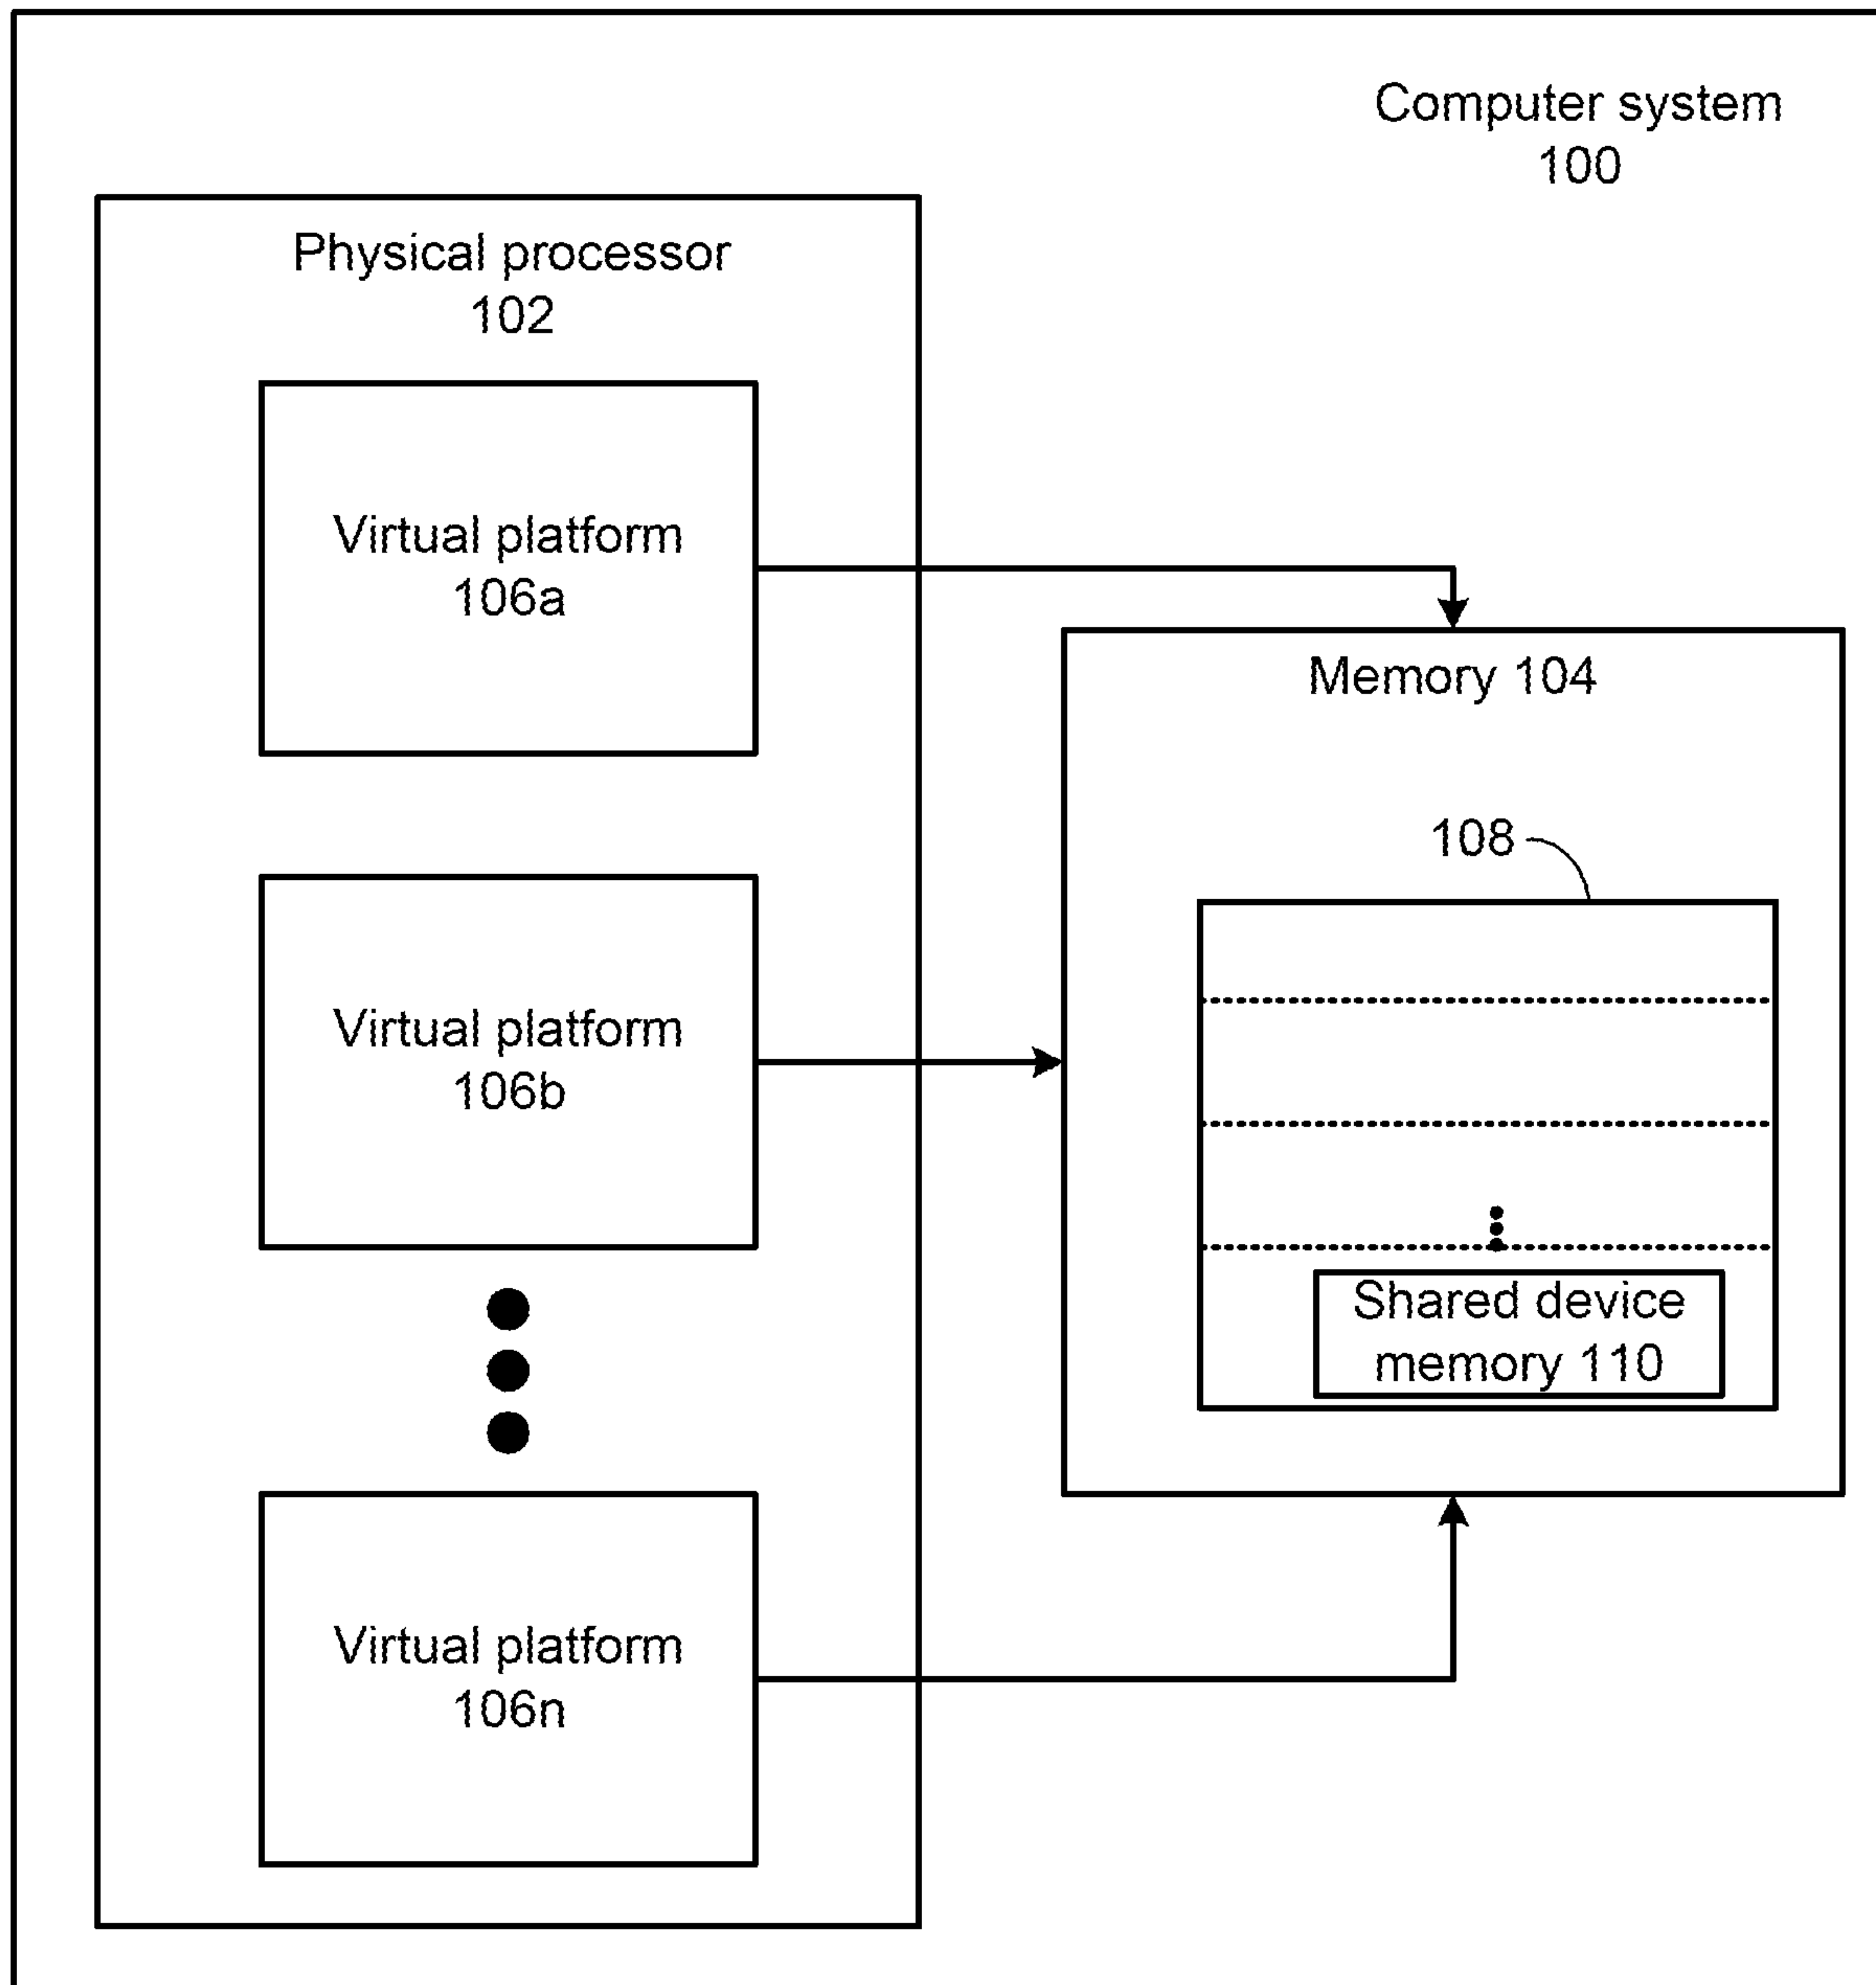 Computer system
100
Physical processor
102
Virtual platform
106a
Memory 104
108
Virtual platform
106b
Shared device
memory 110
Virtual platform
106n